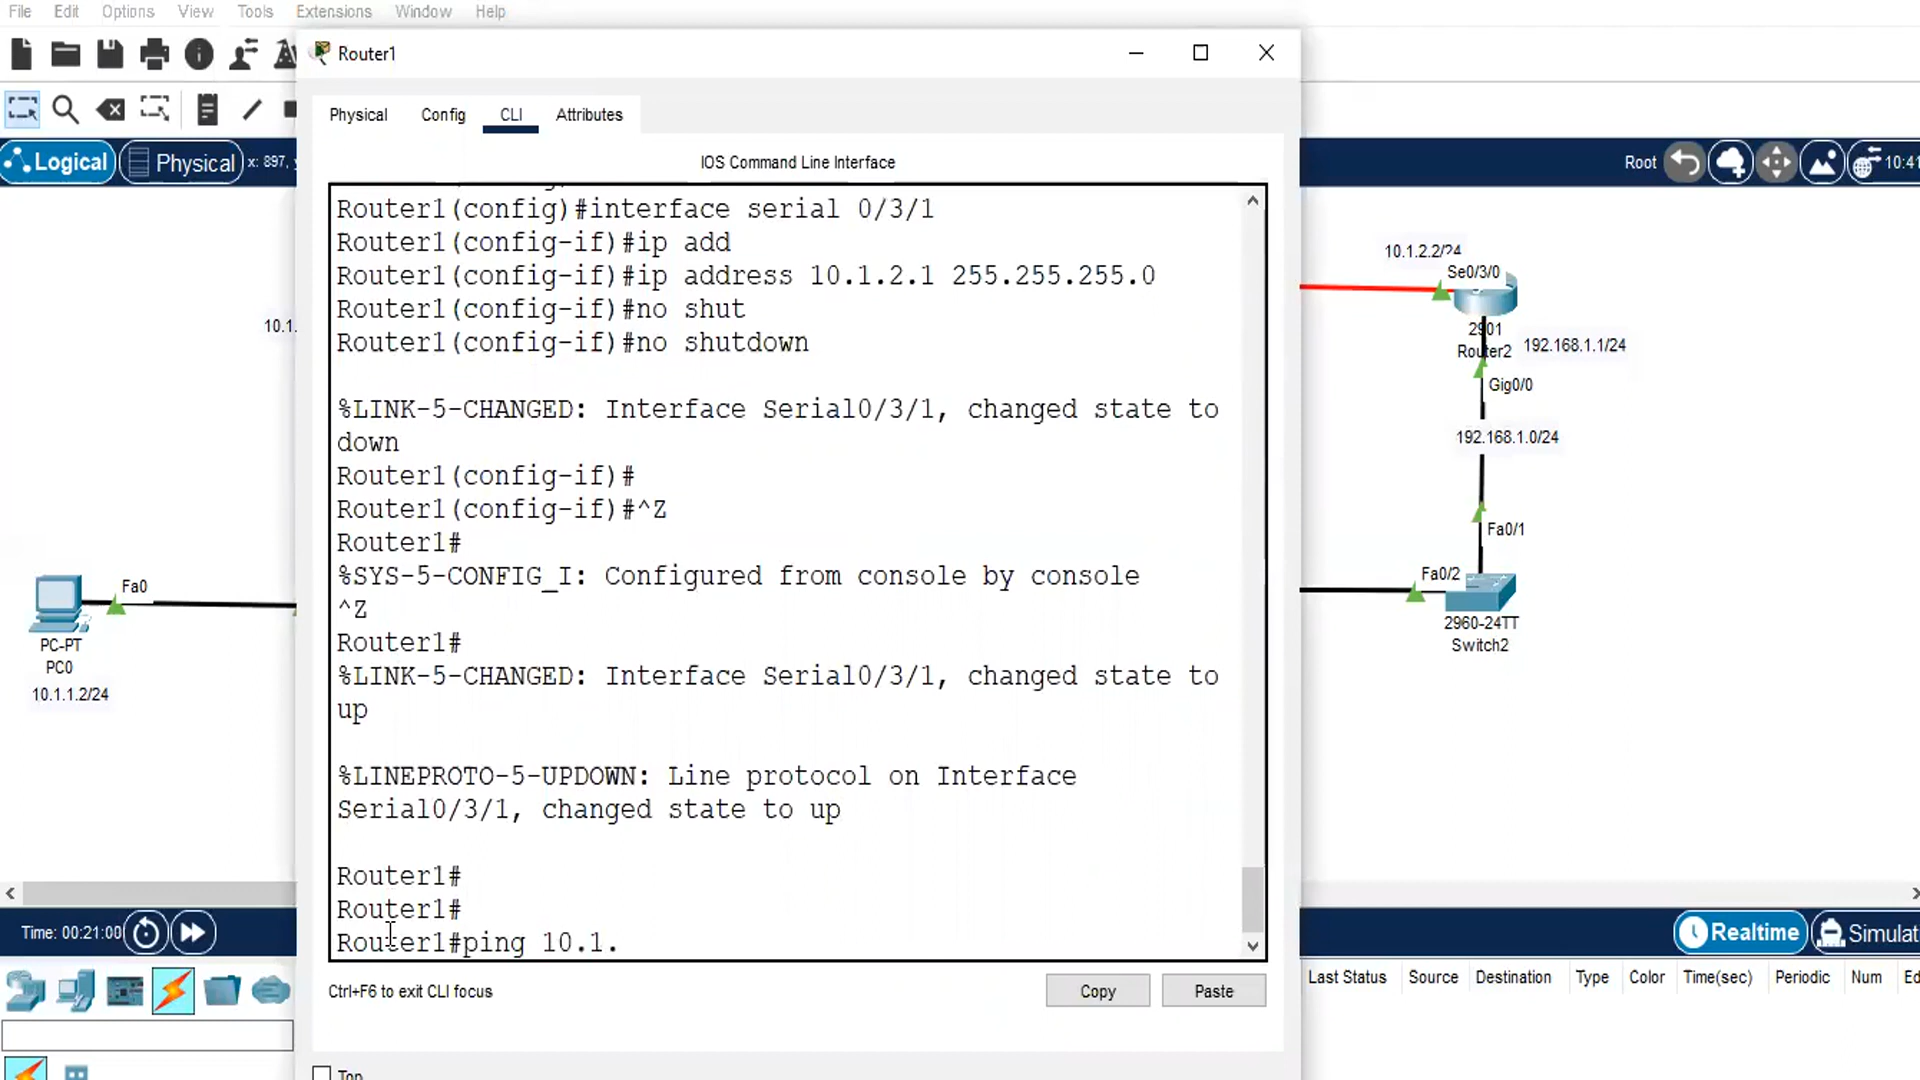 File Edit Options View Tools Extensions Window Help
Router1
Physical Config CLI Attributes
IOS Command Line Interface
Logical Physical x: 897,
Root 10:41
Router1(config)#interface serial 0/3/1
Router1(config-if)#ip add
Router1(config-if)#ip address 10.1.2.1 255.255.255.0
Router1(config-if)#no shut
Router1(config-if)#no shutdown
%LINK-5-CHANGED: Interface Serial0/3/1, changed state to
down
Router1(config-if)#
Router1(config-if)#^Z
Router1#
%SYS-5-CONFIG_I: Configured from console by console
^Z
Router1#
%LINK-5-CHANGED: Interface Serial0/3/1, changed state to
up
%LINEPROTO-5-UPDOWN: Line protocol on Interface
Serial0/3/1, changed state to up
Router1#
Router1#
Router1#ping 10.1.
Ctrl+F6 to exit CLI focus
Copy Paste
Top
10.1.
Fa0
PC-PT
PC0
10.1.1.2/24
10.1.2.2/24
Se0/3/0
2901
Router2
192.168.1.1/24
Gig0/0
192.168.1.0/24
Fa0/1
Fa0/2
2960-24TT
Switch2
Time: 00:21:00
Realtime Simulati
Last Status Source Destination Type Color Time(sec) Periodic Num Ed